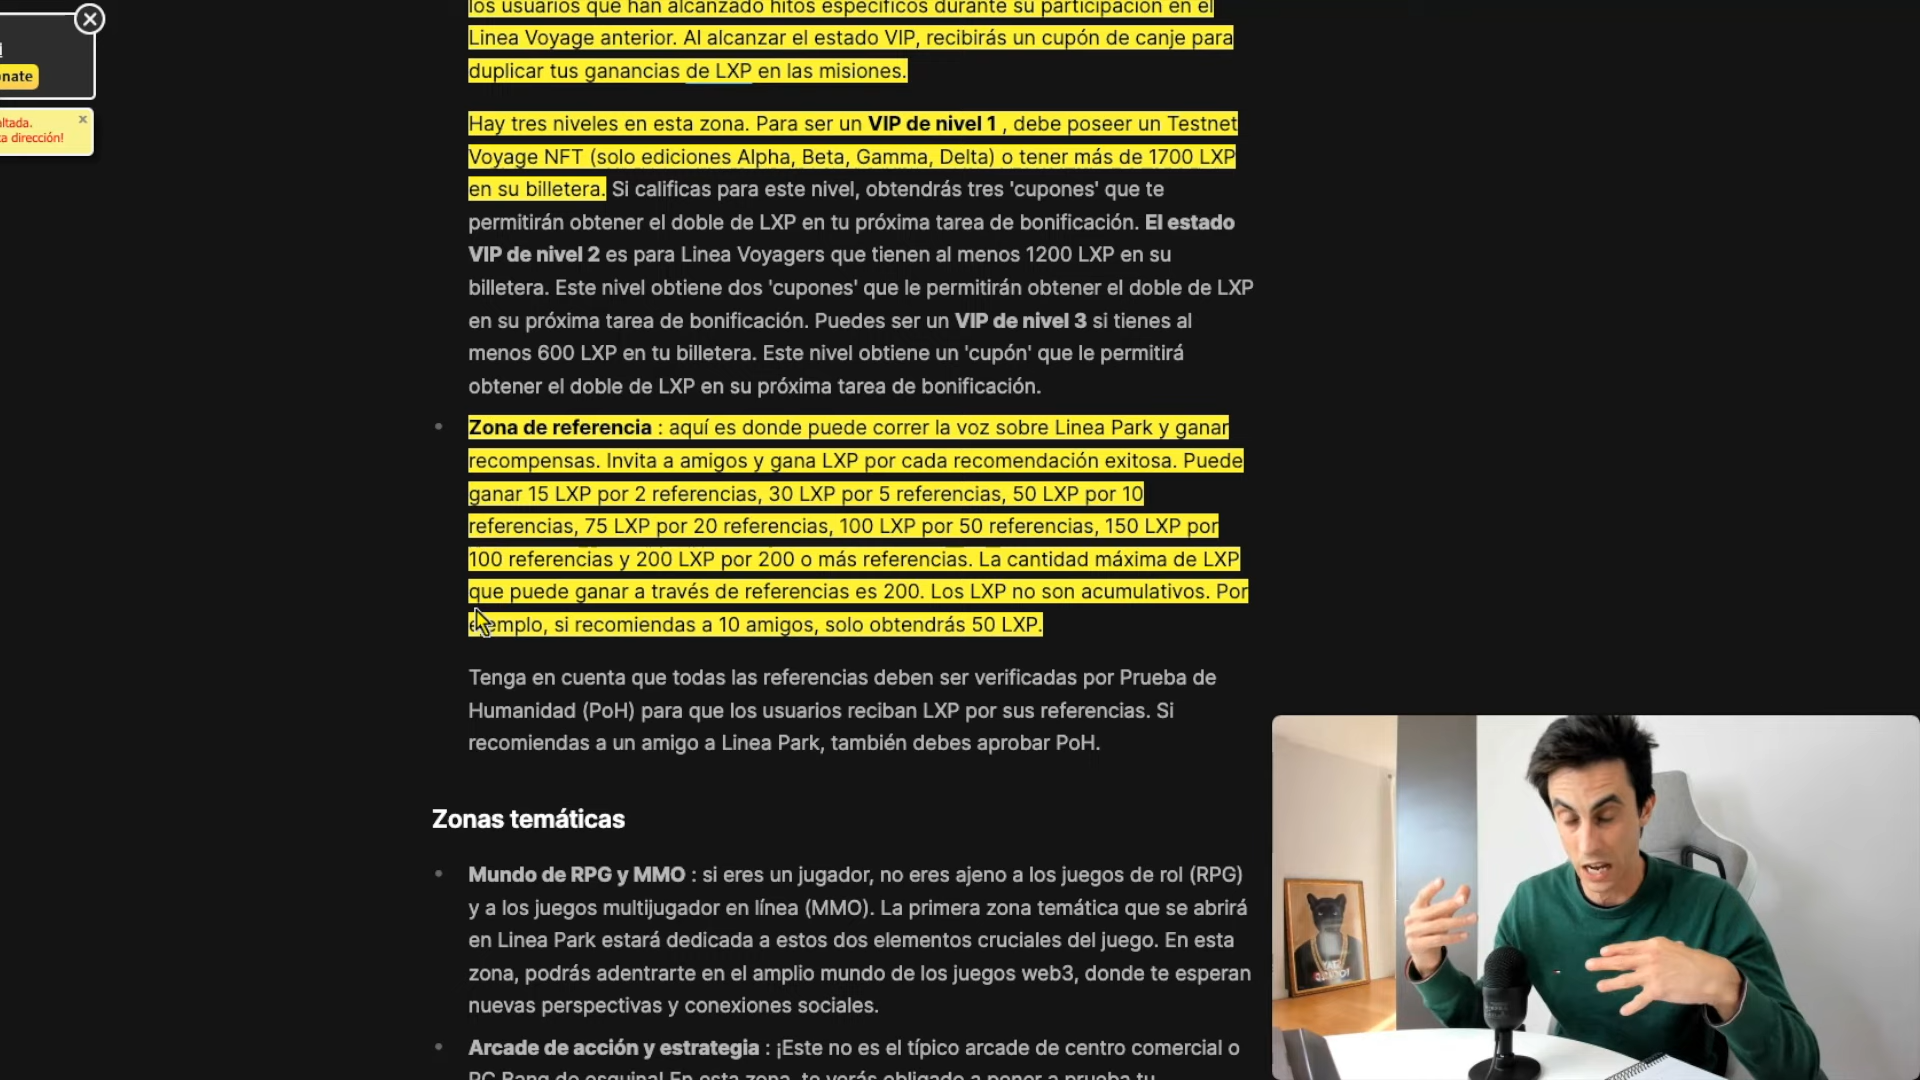 los usuarios que han alcanzado hitos específicos durante su participación en el
Linea Voyage anterior. Al alcanzar el estado VIP, recibirás un cupón de canje para
duplicar tus ganancias de LXP en las misiones.
nate
ltada.
a dirección!
Hay tres niveles en esta zona. Para ser un VIP de nivel 1 , debe poseer un Testnet
Voyage NFT (solo ediciones Alpha, Beta, Gamma, Delta) o tener más de 1700 LXP
en su billetera. Si calificas para este nivel, obtendrás tres 'cupones' que te
permitirán obtener el doble de LXP en tu próxima tarea de bonificación. El estado
VIP de nivel 2 es para Linea Voyagers que tienen al menos 1200 LXP en su
billetera. Este nivel obtiene dos 'cupones' que le permitirán obtener el doble de LXP
en su próxima tarea de bonificación. Puedes ser un VIP de nivel 3 si tienes al
menos 600 LXP en tu billetera. Este nivel obtiene un 'cupón' que le permitirá
obtener el doble de LXP en su próxima tarea de bonificación.
Zona de referencia : aquí es donde puede correr la voz sobre Linea Park y ganar
recompensas. Invita a amigos y gana LXP por cada recomendación exitosa. Puede
ganar 15 LXP por 2 referencias, 30 LXP por 5 referencias, 50 LXP por 10
referencias, 75 LXP por 20 referencias, 100 LXP por 50 referencias, 150 LXP por
100 referencias y 200 LXP por 200 o más referencias. La cantidad máxima de LXP
que puede ganar a través de referencias es 200. Los LXP no son acumulativos. Por
ejemplo, si recomiendas a 10 amigos, solo obtendrás 50 LXP.
Tenga en cuenta que todas las referencias deben ser verificadas por Prueba de
Humanidad (PoH) para que los usuarios reciban LXP por sus referencias. Si
recomiendas a un amigo a Linea Park, también debes aprobar PoH.
Zonas temáticas
Mundo de RPG y MMO : si eres un jugador, no eres ajeno a los juegos de rol (RPG)
y a los juegos multijugador en línea (MMO). La primera zona temática que se abrirá
en Linea Park estará dedicada a estos dos elementos cruciales del juego. En esta
zona, podrás adentrarte en el amplio mundo de los juegos web3, donde te esperan
nuevas perspectivas y conexiones sociales.
Arcade de acción y estrategia : ¡Este no es el típico arcade de centro comercial o
PC Bang de esquina! En esta zona, te verás obligado a poner a prueba tu